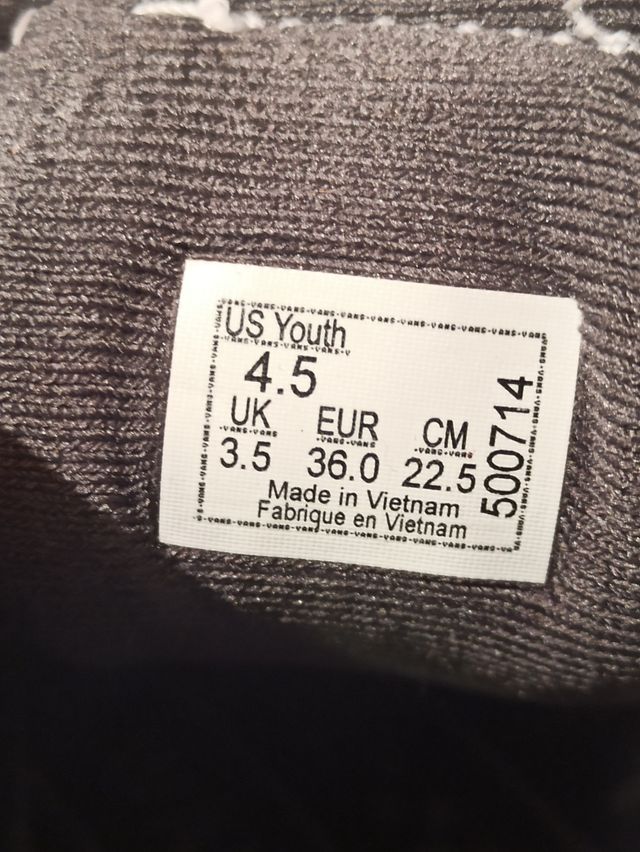 US Youth
4.5
UK EUR CM
3.5 36.0 22.5
Made in Vietnam
Fabrique en Vietnam
500714